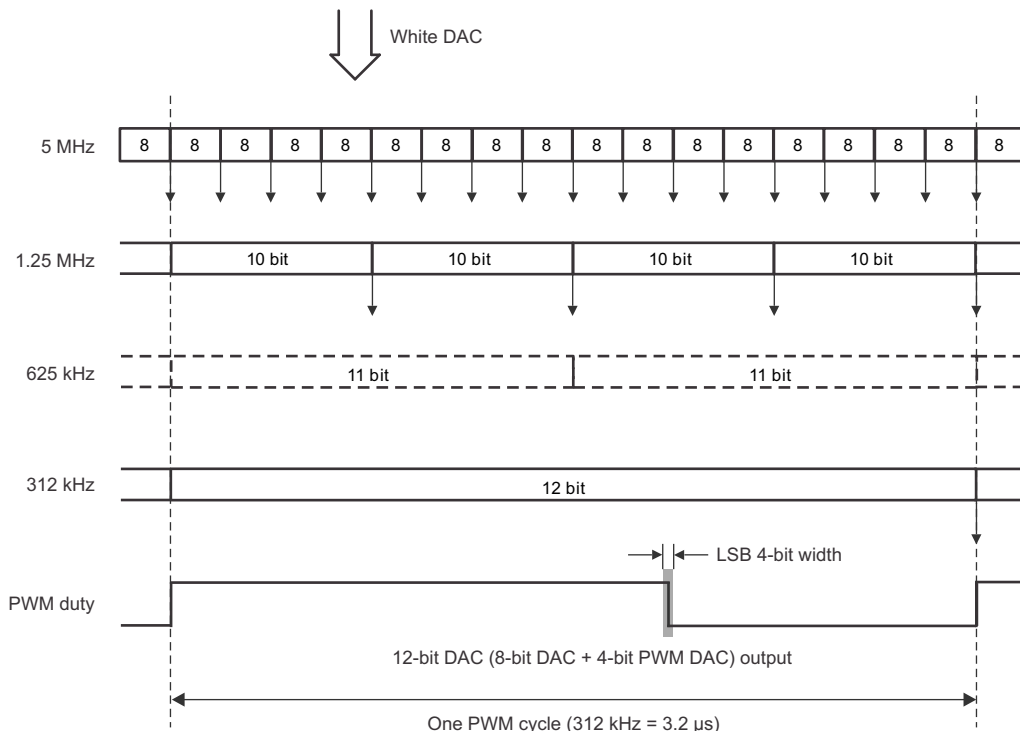 White DAC
5 MHz 8 8 8 8 8 8 8 8 8 8 8 8 8 8 8 8 8 8
1.25 MHz 10 bit 10 bit 10 bit 10 bit
625 kHz 11 bit 11 bit
312 kHz 12 bit
LSB 4-bit width
PWM duty
12-bit DAC (8-bit DAC + 4-bit PWM DAC) output
One PWM cycle (312 kHz = 3.2 μs)